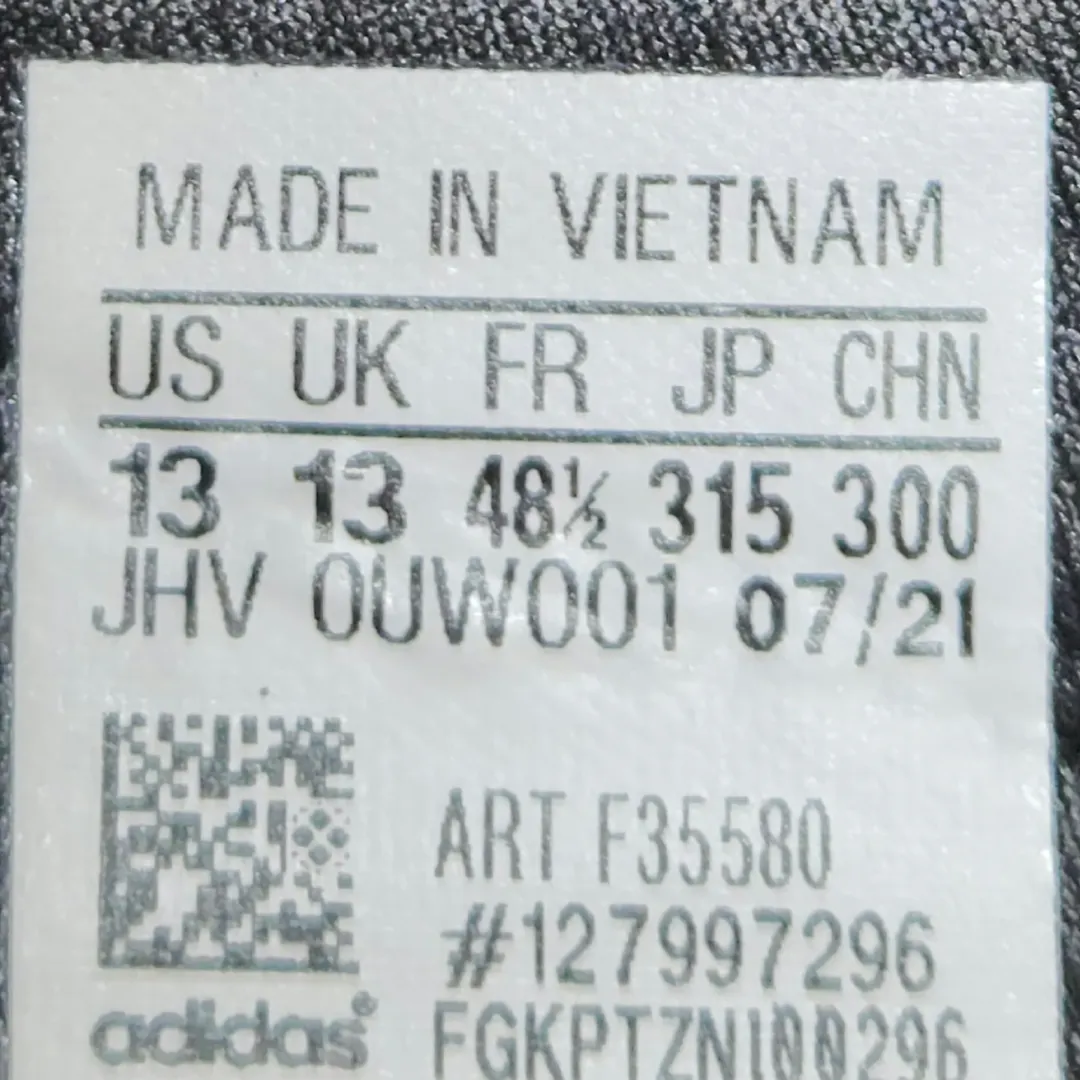 MADE IN VIETNAM
US UK FR JP CHN
13 13 48½ 315 300
JHV 0UW001 07/21
ART F35580
#127997296
adidas®